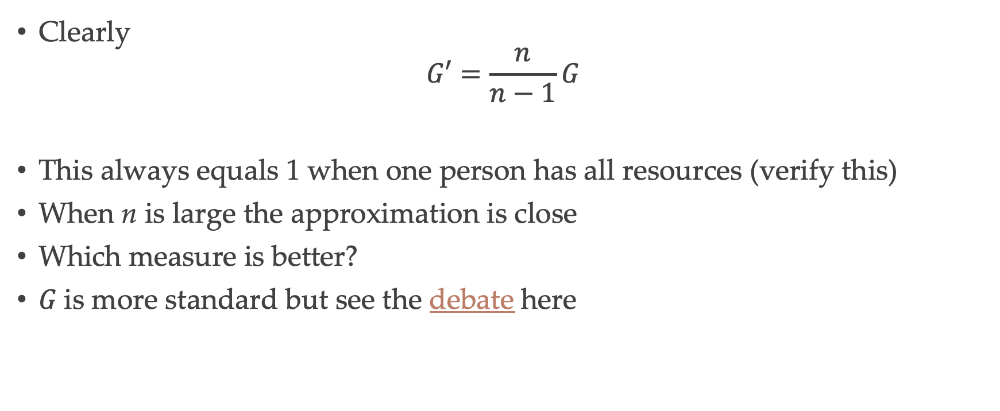 • Clearly
G′ = n/(n − 1) G
• This always equals 1 when one person has all resources (verify this)
• When n is large the approximation is close
• Which measure is better?
• G is more standard but see the debate here